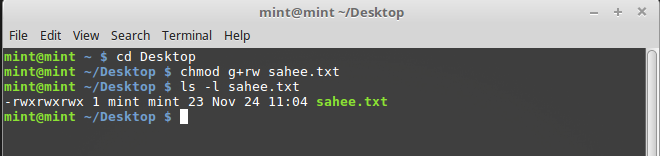 mint@mint ~/Desktop
File Edit View Search Terminal Help
mint@mint ~ $ cd Desktop
mint@mint ~/Desktop $ chmod g+rw sahee.txt
mint@mint ~/Desktop $ ls -l sahee.txt
-rwxrwxrwx 1 mint mint 23 Nov 24 11:04 sahee.txt
mint@mint ~/Desktop $